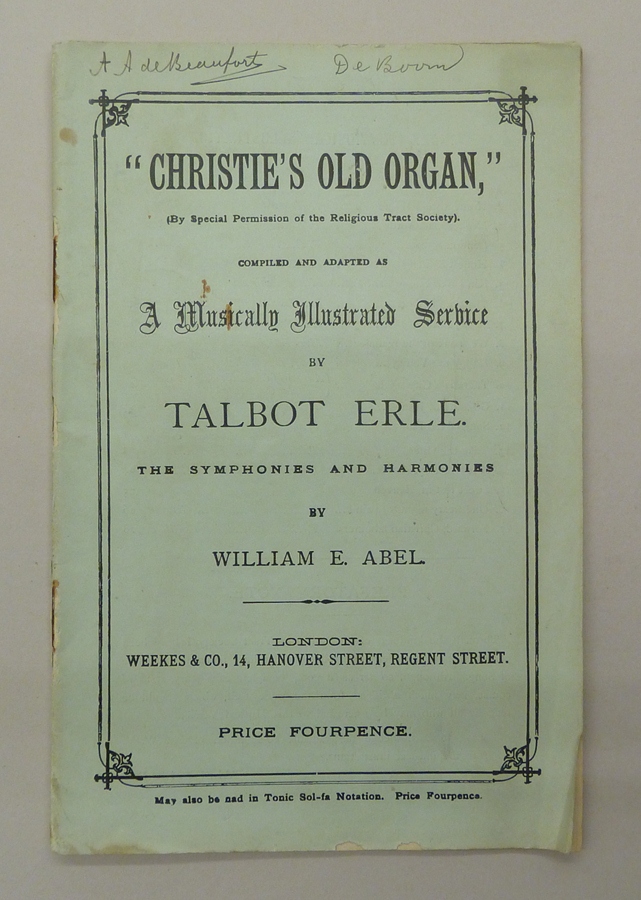 A A de Beaufort De Boom
"CHRISTIE'S OLD ORGAN,"
(By Special Permission of the Religious Tract Society).
COMPILED AND ADAPTED AS
A Musically Illustrated Service
BY
TALBOT ERLE.
THE SYMPHONIES AND HARMONIES
BY
WILLIAM E. ABEL.
LONDON:
WEEKES & CO., 14, HANOVER STREET, REGENT STREET.
PRICE FOURPENCE.
May also be had in Tonic Sol-fa Notation. Price Fourpence.